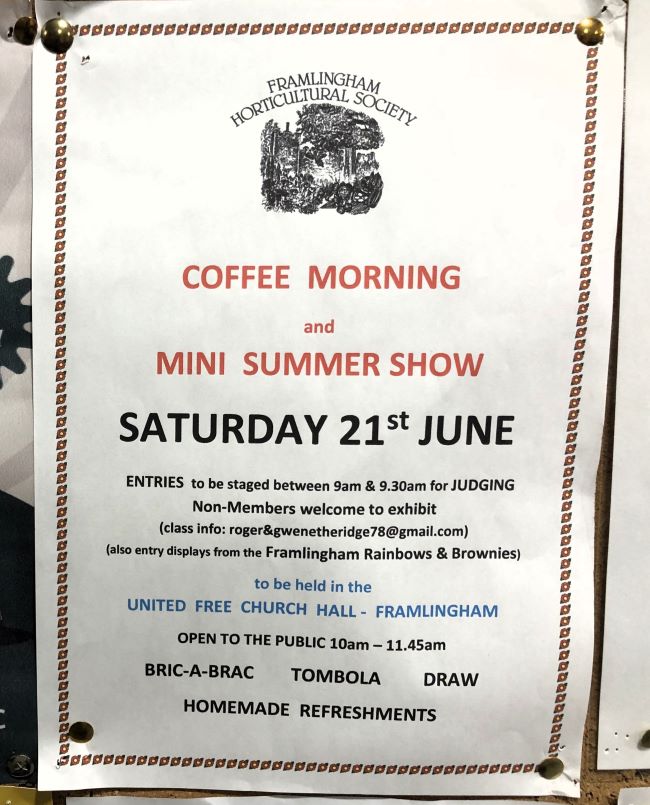 FRAMLINGHAM
HORTICULTURAL SOCIETY
COFFEE MORNING
and
MINI SUMMER SHOW
SATURDAY 21st JUNE
ENTRIES to be staged between 9am & 9.30am for JUDGING
Non-Members welcome to exhibit
(class info: roger&gwenetheridge78@gmail.com)
(also entry displays from the Framlingham Rainbows & Brownies)
to be held in the
UNITED FREE CHURCH HALL - FRAMLINGHAM
OPEN TO THE PUBLIC 10am – 11.45am
BRIC-A-BRAC TOMBOLA DRAW
HOMEMADE REFRESHMENTS